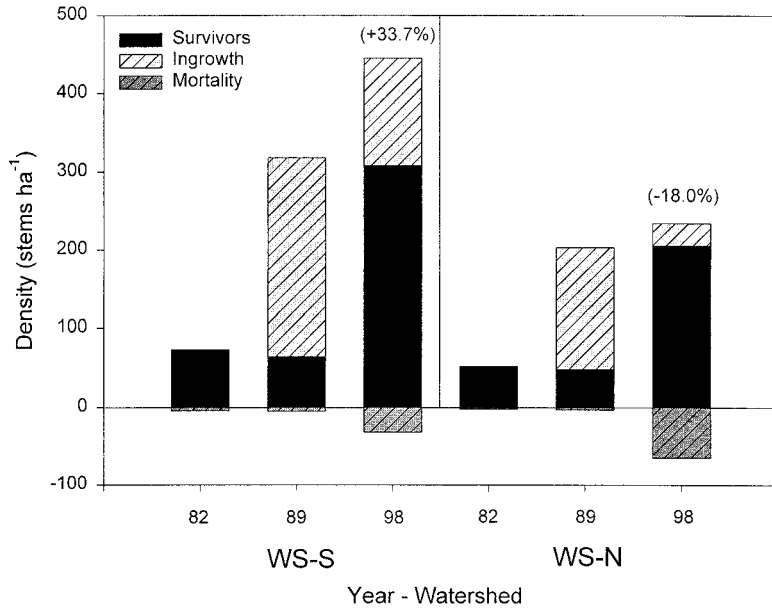 500
400
300
200
100
0
-100
Density (stems ha⁻¹)
Survivors
Ingrowth
Mortality
(+33.7%)
(-18.0%)
82 89 98 82 89 98
WS-S WS-N
Year - Watershed